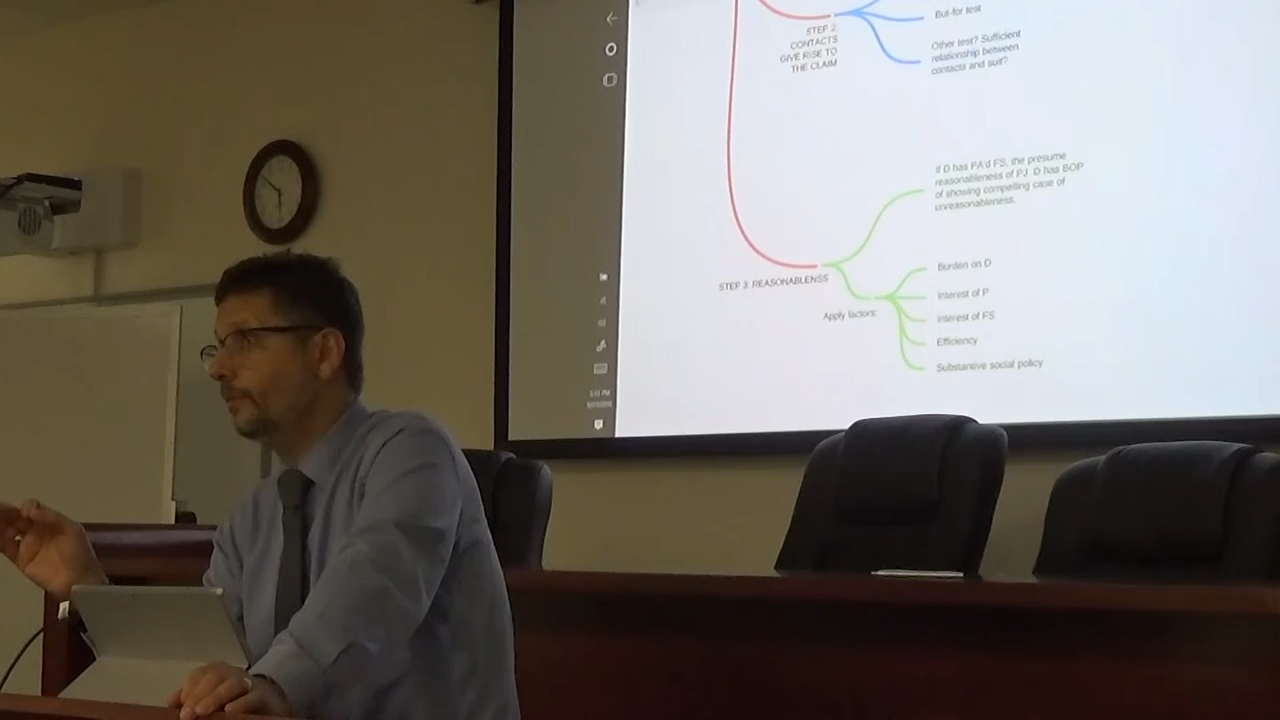 But-for test
STEP 2:
CONTACTS
GIVE RISE TO
THE CLAIM
Other test? Sufficient
relationship between
contacts and suit?
If D has PA'd FS, the presume
reasonableness of PJ. D has BOP
of showing compelling case of
unreasonableness.
STEP 3: REASONABLENSS
Burden on D
Interest of P
Apply factors:
Interest of FS
Efficiency
Substantive social policy